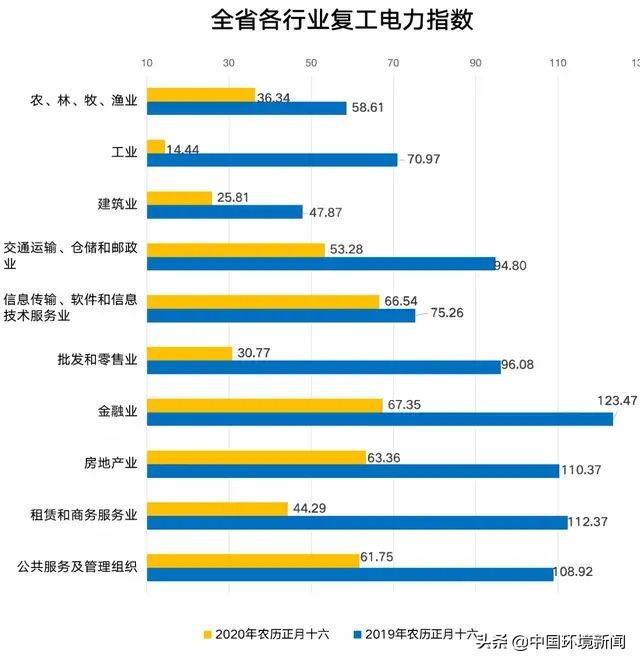 全省各行业复工电力指数
10 30 50 70 90 110 13
农、林、牧、渔业
36.34
58.61
工业
14.44
70.97
建筑业
25.81
47.87
交通运输、仓储和邮政
业
53.28
94.80
信息传输、软件和信息
技术服务业
66.54
75.26
批发和零售业
30.77
96.08
金融业
67.35
123.47
房地产业
63.36
110.37
租赁和商务服务业
44.29
112.37
公共服务及管理组织
61.75
108.92
2020年农历正月十六 2019年农历正月十六
头条@中国环境新闻